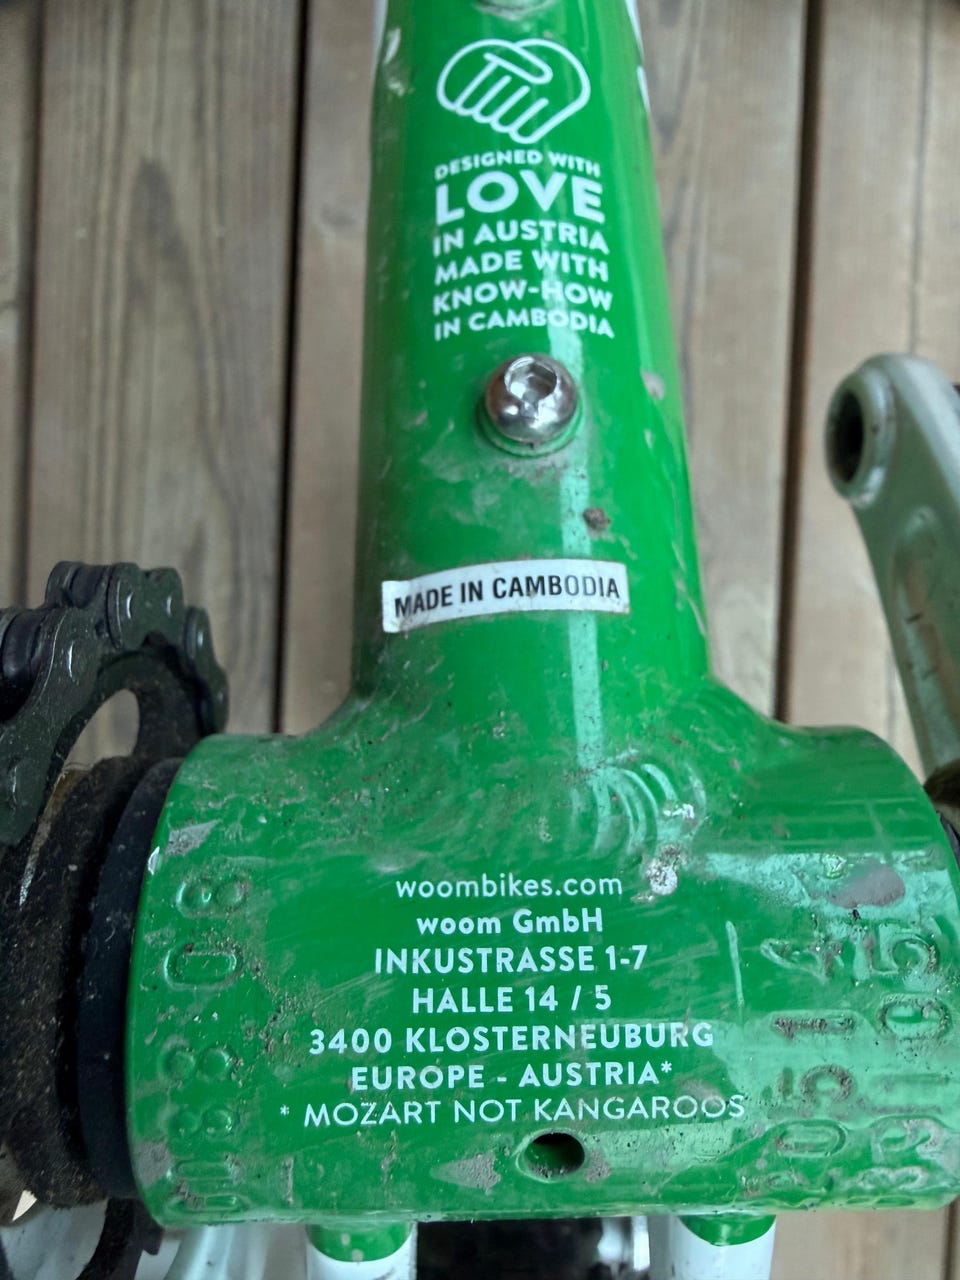 DESIGNED WITH
LOVE
IN AUSTRIA
MADE WITH
KNOW-HOW
IN CAMBODIA
MADE IN CAMBODIA
woombikes.com
woom GmbH
INKUSTRASSE 1-7
HALLE 14 / 5
3400 KLOSTERNEUBURG
EUROPE - AUSTRIA*
* MOZART NOT KANGAROOS